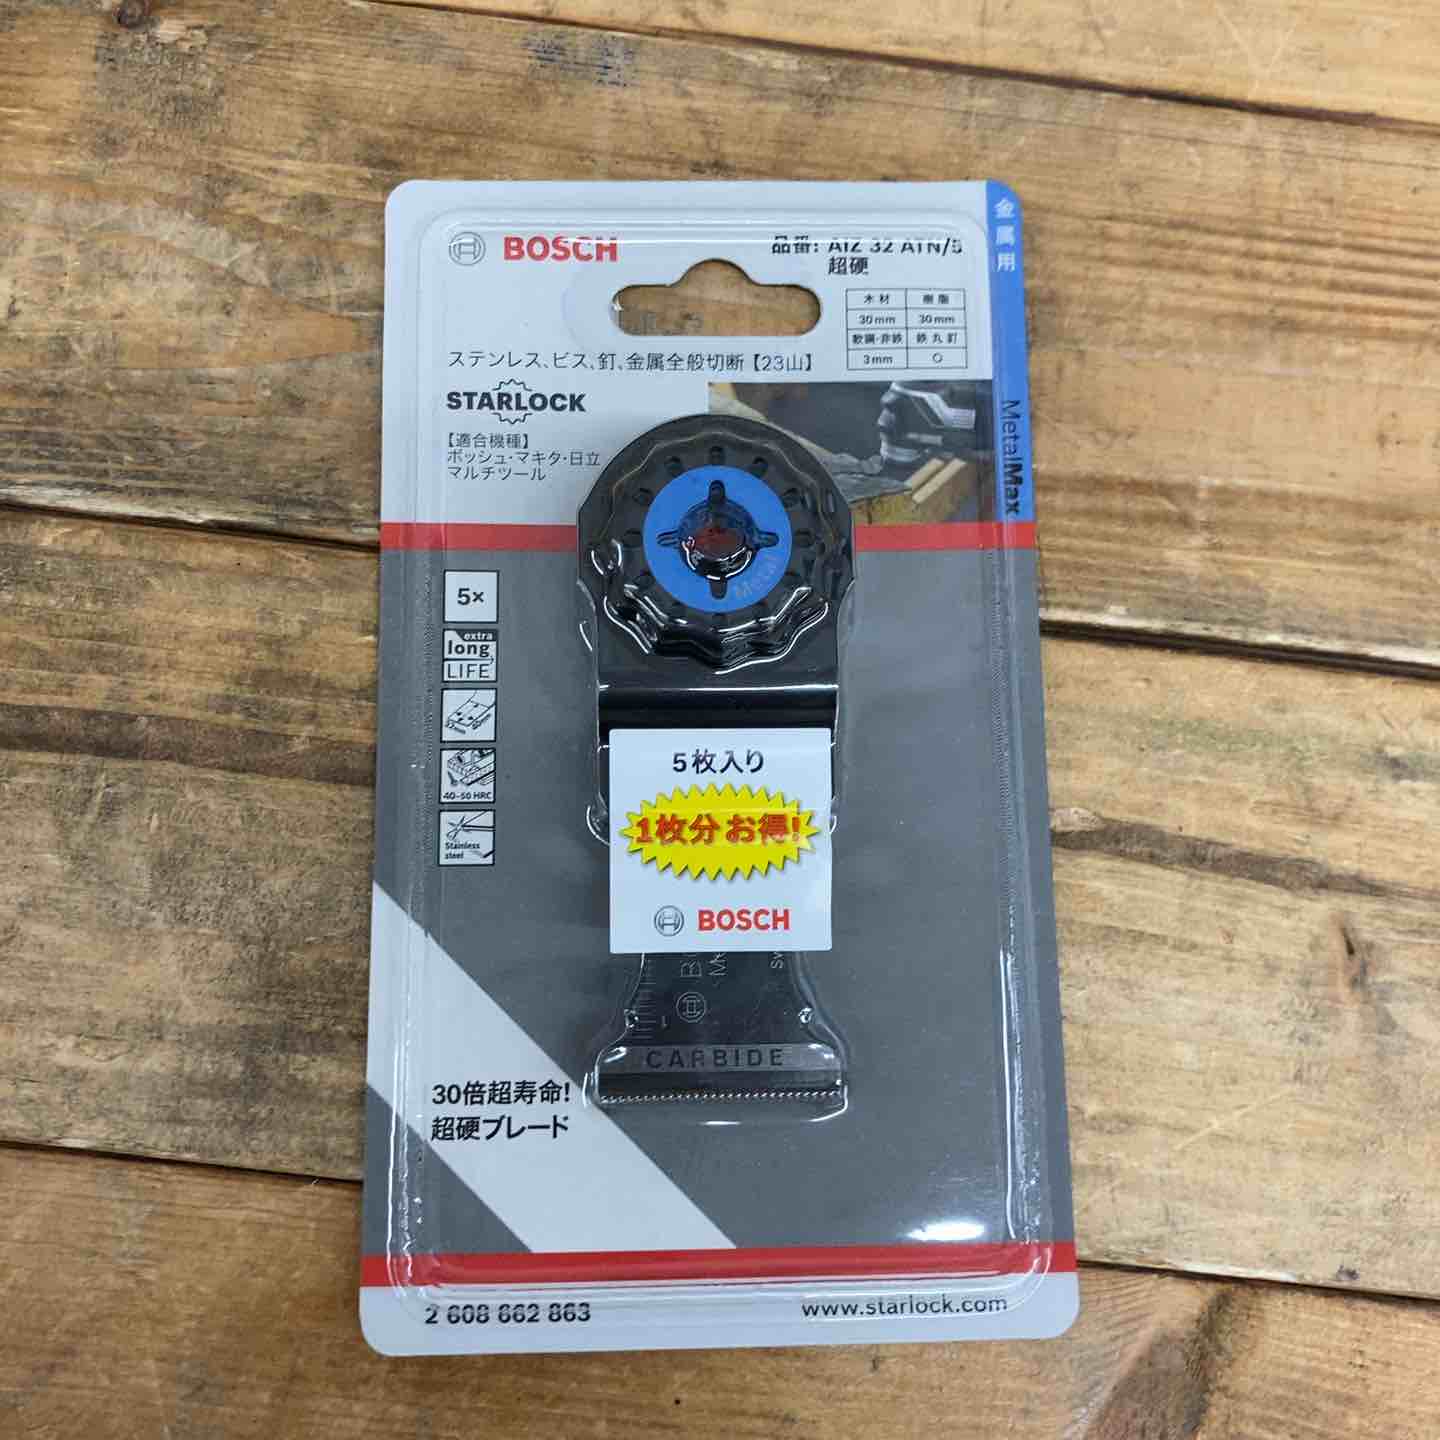 BOSCH
品番: AIZ 32 ATN/5
超硬
金属用
木材 樹脂
30mm 30mm
軟鋼・非鉄 鉄丸釘
3mm ○
ステンレス、ビス、釘、金属全般切断【23山】
STARLOCK
【適合機種】
ボッシュ・マキタ・日立
マルチツール
MetalMax
Metal
5×
extra
long
LIFE
40-50 HRC
Stainless
steel
5枚入り
1枚分お得!
BOSCH
CARBIDE
30倍超寿命!
超硬ブレード
2 608 662 863
www.starlock.com